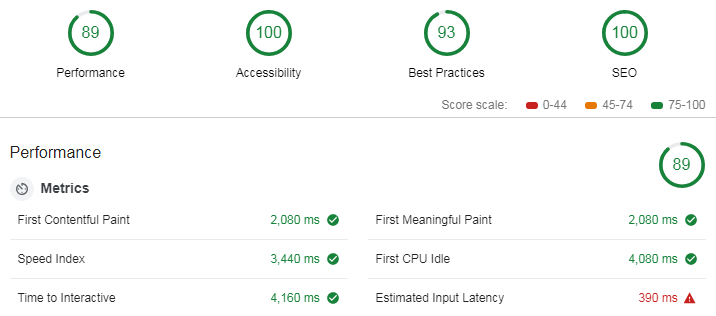 89 100 93 100
Performance Accessibility Best Practices SEO
Score scale: 0-44 45-74 75-100
Performance 89
Metrics
First Contentful Paint 2,080 ms First Meaningful Paint 2,080 ms
Speed Index 3,440 ms First CPU Idle 4,080 ms
Time to Interactive 4,160 ms Estimated Input Latency 390 ms